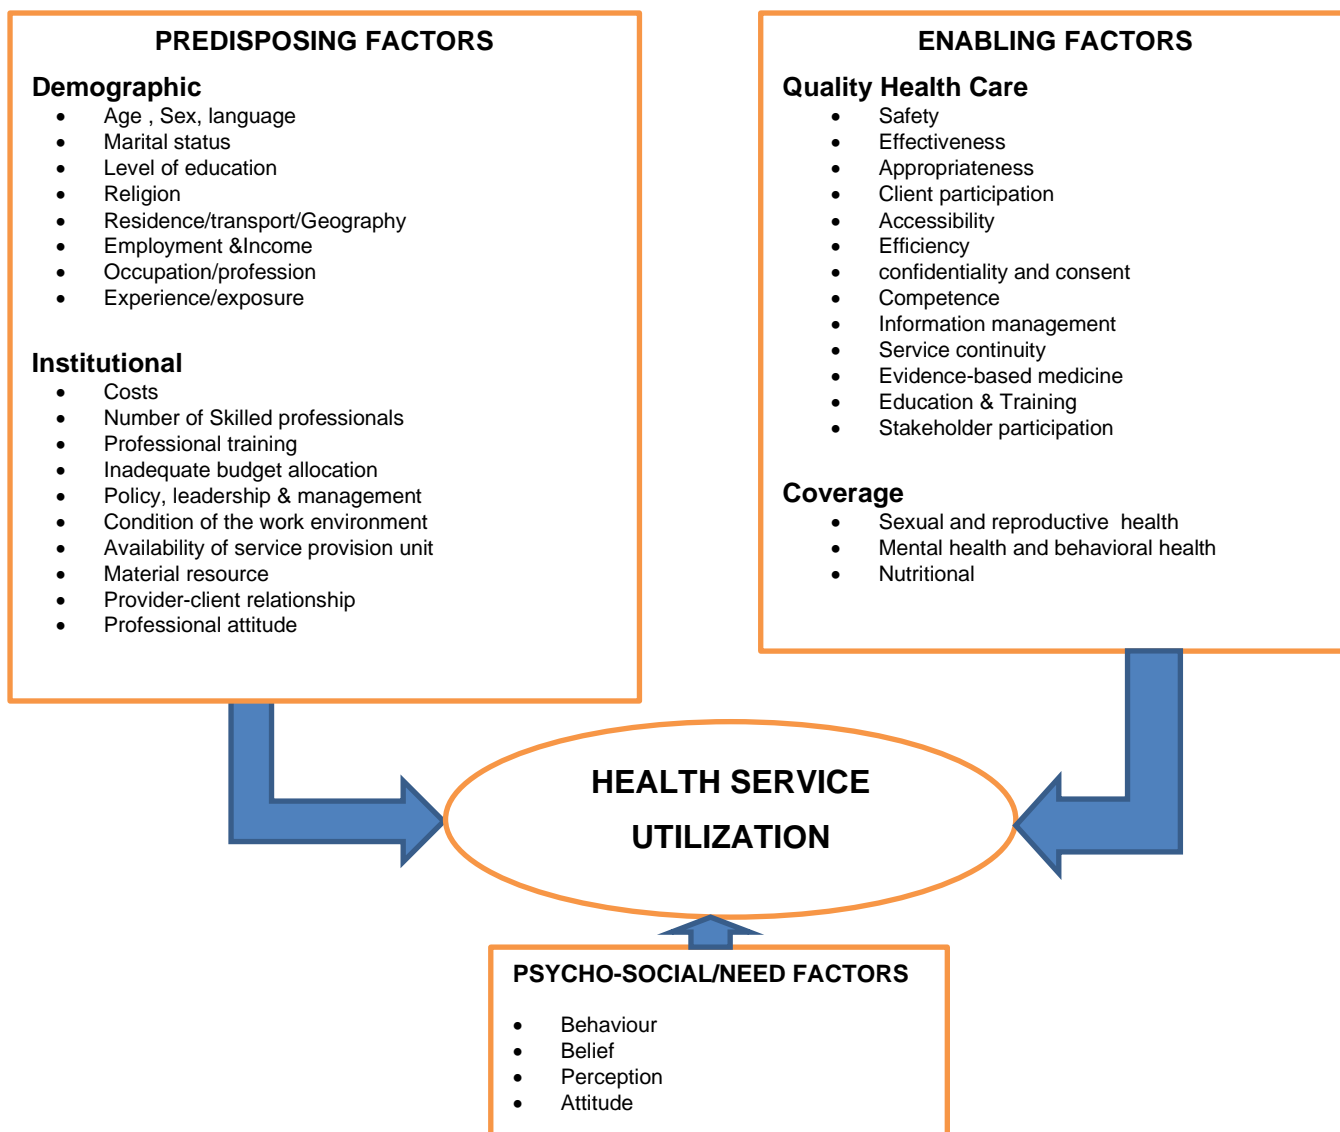 PREDISPOSING FACTORS
Demographic
• Age , Sex, language
• Marital status
• Level of education
• Religion
• Residence/transport/Geography
• Employment &Income
• Occupation/profession
• Experience/exposure
Institutional
• Costs
• Number of Skilled professionals
• Professional training
• Inadequate budget allocation
• Policy, leadership & management
• Condition of the work environment
• Availability of service provision unit
• Material resource
• Provider-client relationship
• Professional attitude
ENABLING FACTORS
Quality Health Care
• Safety
• Effectiveness
• Appropriateness
• Client participation
• Accessibility
• Efficiency
• confidentiality and consent
• Competence
• Information management
• Service continuity
• Evidence-based medicine
• Education & Training
• Stakeholder participation
Coverage
• Sexual and reproductive  health
• Mental health and behavioral health
• Nutritional
HEALTH SERVICE
UTILIZATION
PSYCHO-SOCIAL/NEED FACTORS
• Behaviour
• Belief
• Perception
• Attitude